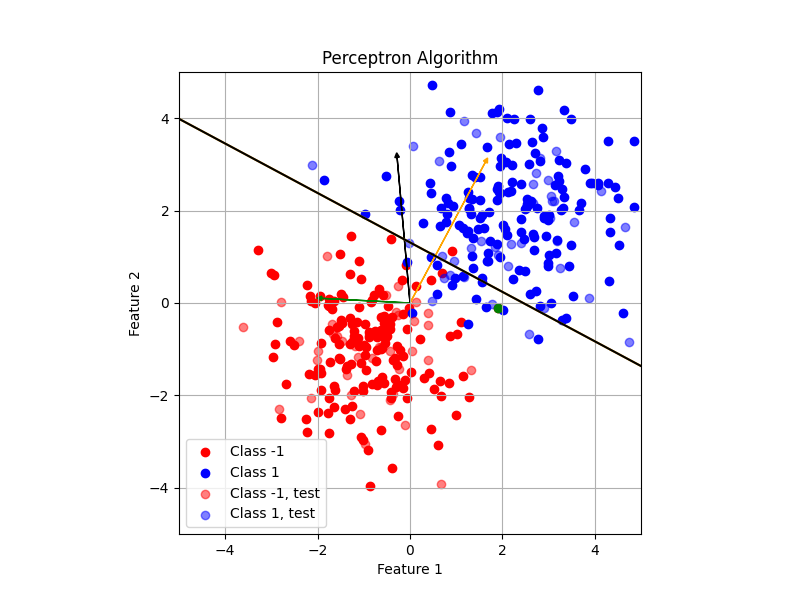 Perceptron Algorithm
4
2
0
−2
−4
Feature 2
Class -1
Class 1
Class -1, test
Class 1, test
−4 −2 0 2 4
Feature 1